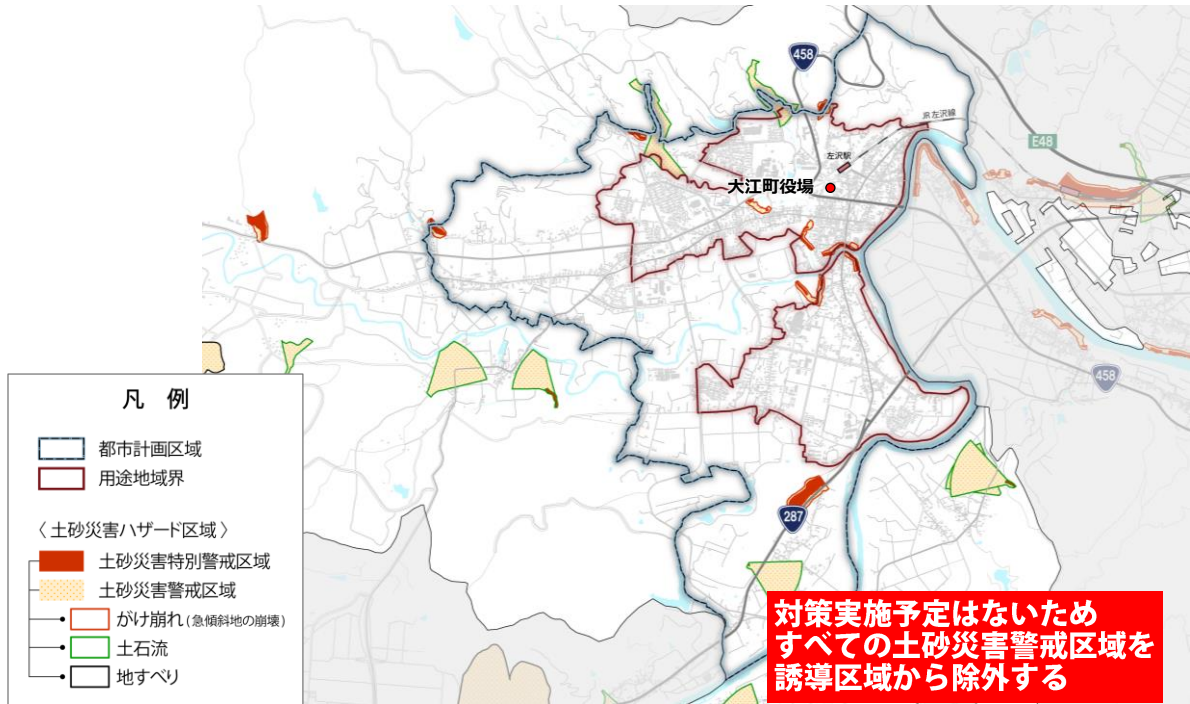 458
JR左沢線
E48
左沢駅
大江町役場
458
287
凡 例
都市計画区域
用途地域界
〈 土砂災害ハザード区域 〉
土砂災害特別警戒区域
土砂災害警戒区域
がけ崩れ(急傾斜地の崩壊)
土石流
地すべり
対策実施予定はないため
すべての土砂災害警戒区域を
誘導区域から除外する